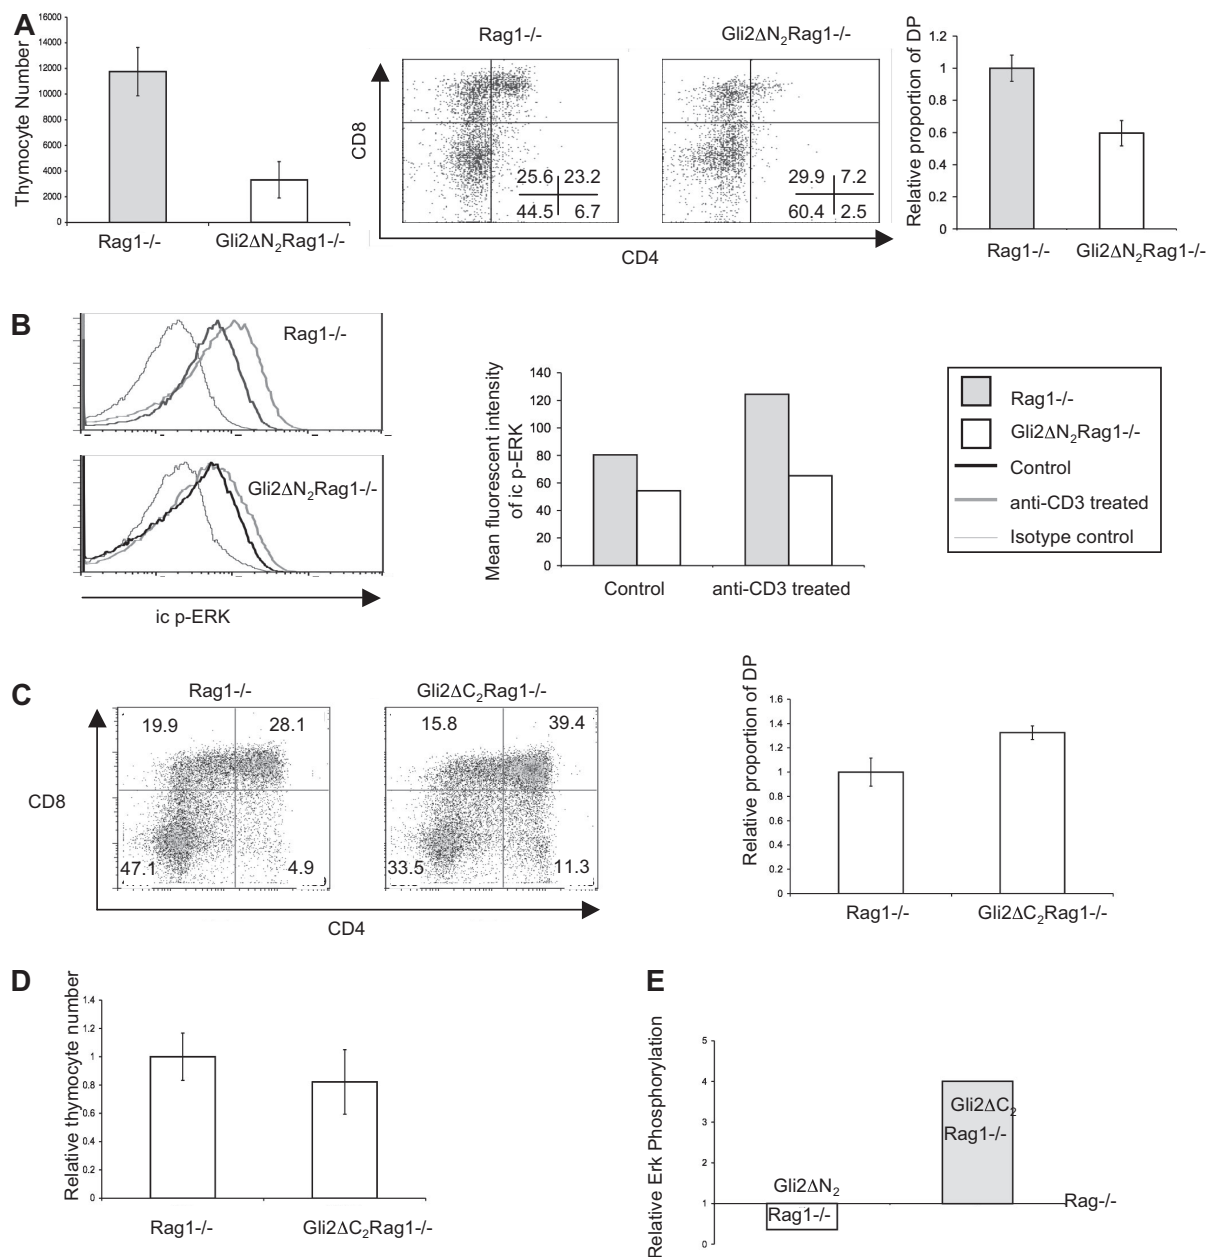 A
Thymocyte Number
16000
14000
12000
10000
8000
6000
4000
2000
0
Rag1-/-
Gli2ΔN2Rag1-/-
Rag1-/-
Gli2ΔN2Rag1-/-
CD8
25.6 23.2
44.5 6.7
29.9 7.2
60.4 2.5
CD4
Relative proportion of DP
1.2
1
0.8
0.6
0.4
0.2
0
Rag1-/-
Gli2ΔN2Rag1-/-
B
Rag1-/-
Gli2ΔN2Rag1-/-
ic p-ERK
Mean fluorescent intensity
of ic p-ERK
140
120
100
80
60
40
20
0
Control
anti-CD3 treated
Rag1-/-
Gli2ΔN2Rag1-/-
Control
anti-CD3 treated
Isotype control
C
Rag1-/-
Gli2ΔC2Rag1-/-
CD8
19.9 28.1
47.1 4.9
15.8 39.4
33.5 11.3
CD4
Relative proportion of DP
1.6
1.4
1.2
1
0.8
0.6
0.4
0.2
0
Rag1-/-
Gli2ΔC2Rag1-/-
D
Relative thymocyte number
1.4
1.2
1
0.8
0.6
0.4
0.2
0
Rag1-/-
Gli2ΔC2Rag1-/-
E
Relative Erk Phosphorylation
5
4
3
2
1
0
Gli2ΔN2
Rag1-/-
Gli2ΔC2
Rag1-/-
Rag-/-